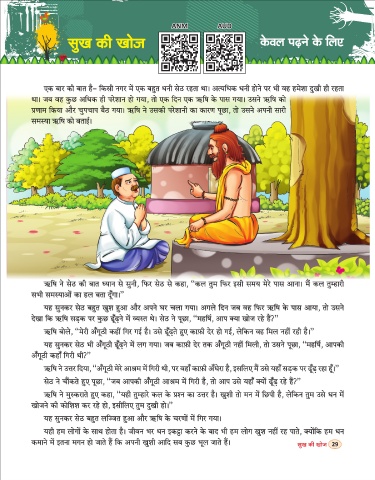 ANM AUB
सुख की खोज
केवल पढ़ने के लिए
एक बार की बात है– किसी नगर में एक बहुत धनी सेठ रहता था। अत्यधिक धनी होने पर भी वह हमेशा दुखी ही रहता
था। जब वह कुछ अधिक ही परेशान हो गया, तो एक दिन एक ऋषि के पास गया। उसने ऋषि को
प्रणाम किया और चुपचाप बैठ गया। ऋषि ने उसकी परेशानी का कारण पूछा, तो उसने अपनी सारी
समस्या ऋषि को बताई।
ऋषि ने सेठ की बात ध्यान से सुनी, फिर सेठ से कहा, “कल तुम फिर इसी समय मेरे पास आना। मैं कल तुम्हारी
सभी समस्याओं का हल बता दूँगा।”
यह सुनकर सेठ बहुत खुश हुआ और अपने घर चला गया। अगले दिन जब वह फिर ऋषि के पास आया, तो उसने
देखा कि ऋषि सड़क पर कुछ ढूँढ़ने में व्यस्त थे। सेठ ने पूछा, “महर्षि, आप क्या खोज रहे हैं?”
ऋषि बोले, “मेरी अँगूठी कहीं गिर गई है। उसे ढूँढ़ते हुए काफ़ी देर हो गई, लेकिन वह मिल नहीं रही है।”
यह सुनकर सेठ भी अँगूठी ढूँढ़ने में लग गया। जब काफ़ी देर तक अँगूठी नहीं मिली, तो उसने पूछा, “महर्षि, आपकी
अँगूठी कहाँ गिरी थी?”
ऋषि ने उत्तर दिया, “अँगूठी मेरे आश्रम में गिरी थी, पर वहाँ काफ़ी अँधेरा है, इसलिए मैं उसे यहाँ सड़क पर ढूँढ़ रहा हूँ।”
सेठ ने चौंकते हुए पूछा, “जब आपकी अँगूठी आश्रम में गिरी है, तो आप उसे यहाँ क्यों ढूँढ़ रहे हैं?”
ऋषि ने मुस्कराते हुए कहा, “यही तुम्हारे कल के प्रश्न का उत्तर है। खुशी तो मन में छिपी है, लेकिन तुम उसे धन में
खोजने की कोशिश कर रहे हो, इसीलिए तुम दुखी हो।”
यह सुनकर सेठ बहुत लज्जित हुआ और ऋषि के चरणों में गिर गया।
यही हम लोगों के साथ होता है। जीवन भर धन इकट्ठा करने के बाद भी हम लोग खुश नहीं रह पाते, क्योंकि हम धन
कमाने में इतना मगन हो जाते हैं कि अपनी खुशी आदि सब कुछ भूल जाते हैं।
सुख की खोज 29